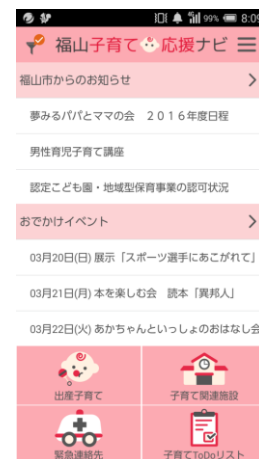 99% 8:09
福山子育て応援ナビ
福山市からのお知らせ
夢みるパパとママの会　２０１６年度日程
男性育児子育て講座
認定こども園・地域型保育事業の認可状況
おでかけイベント
03月20日(日) 展示「スポーツ選手にあこがれて」
03月21日(月) 本を楽しむ会　読本「異邦人」
03月22日(火) あかちゃんといっしょのおはなし会
出産子育て
子育て関連施設
緊急連絡先
子育てToDoリスト